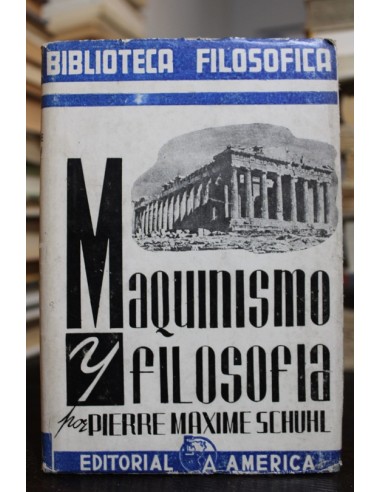 BIBLIOTECA FILOSOFICA
Maquinismo
y filosofia
por PIERRE MAXIME SCHUHL
EDITORIAL A AMERICA